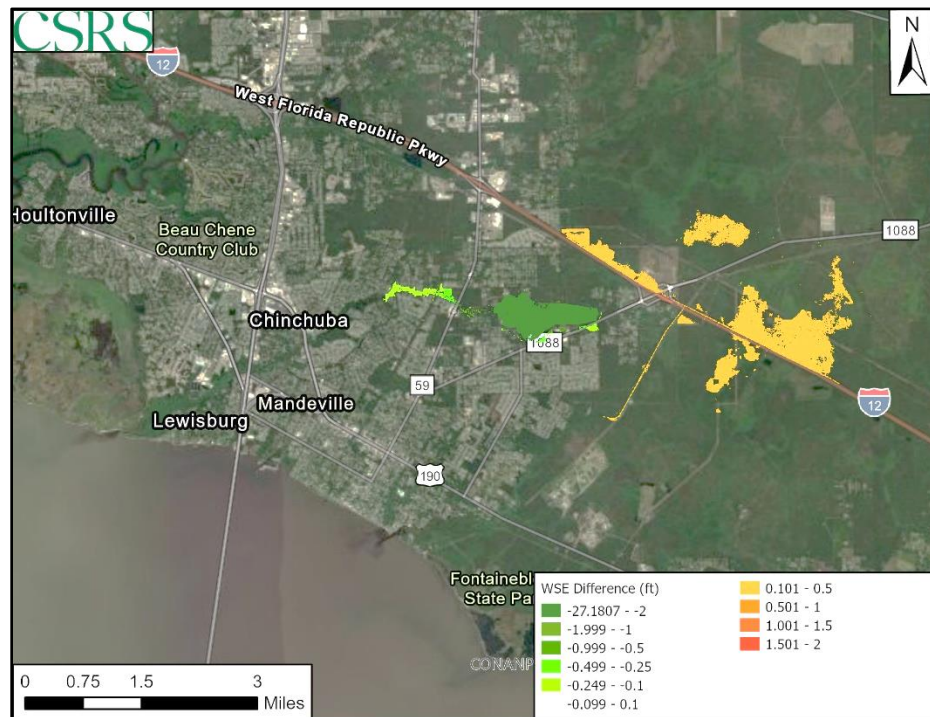 CSRS
N
12
West Florida Republic Pkwy
Houltonville
Beau Chene
Country Club
1088
Chinchuba
1088
59
Mandeville
12
Lewisburg
190
Fontaineb
State Pa
CONANP
WSE Difference (ft)
-27.1807 - -2
-1.999 - -1
-0.999 - -0.5
-0.499 - -0.25
-0.249 - -0.1
-0.099 - 0.1
0.101 - 0.5
0.501 - 1
1.001 - 1.5
1.501 - 2
0 0.75 1.5 3
Miles